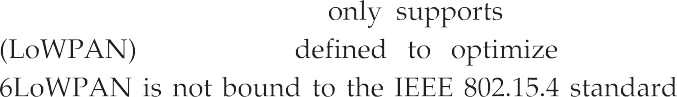 only supports
(LoWPAN) defined to optimize
6LoWPAN is not bound to the IEEE 802.15.4 standard